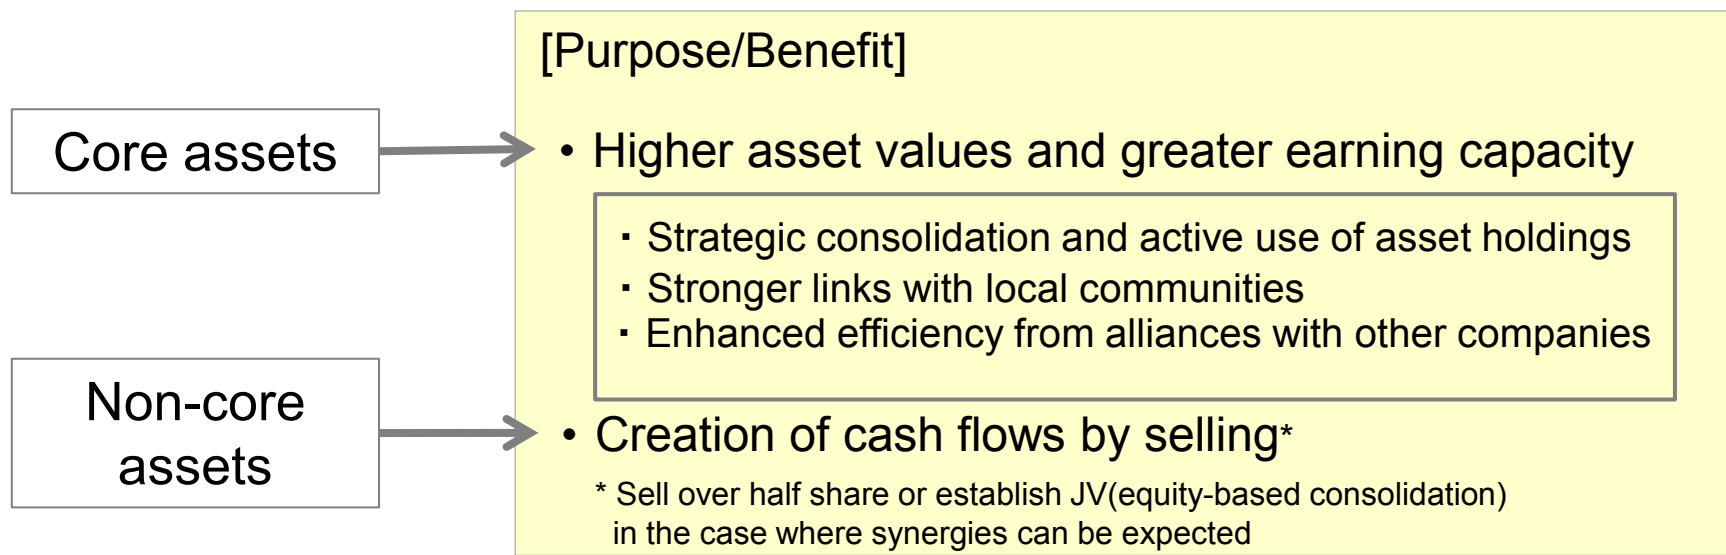 [Purpose/Benefit]
Core assets
• Higher asset values and greater earning capacity
・Strategic consolidation and active use of asset holdings
・Stronger links with local communities
・Enhanced efficiency from alliances with other companies
Non-core
assets
• Creation of cash flows by selling*
* Sell over half share or establish JV(equity-based consolidation)
in the case where synergies can be expected